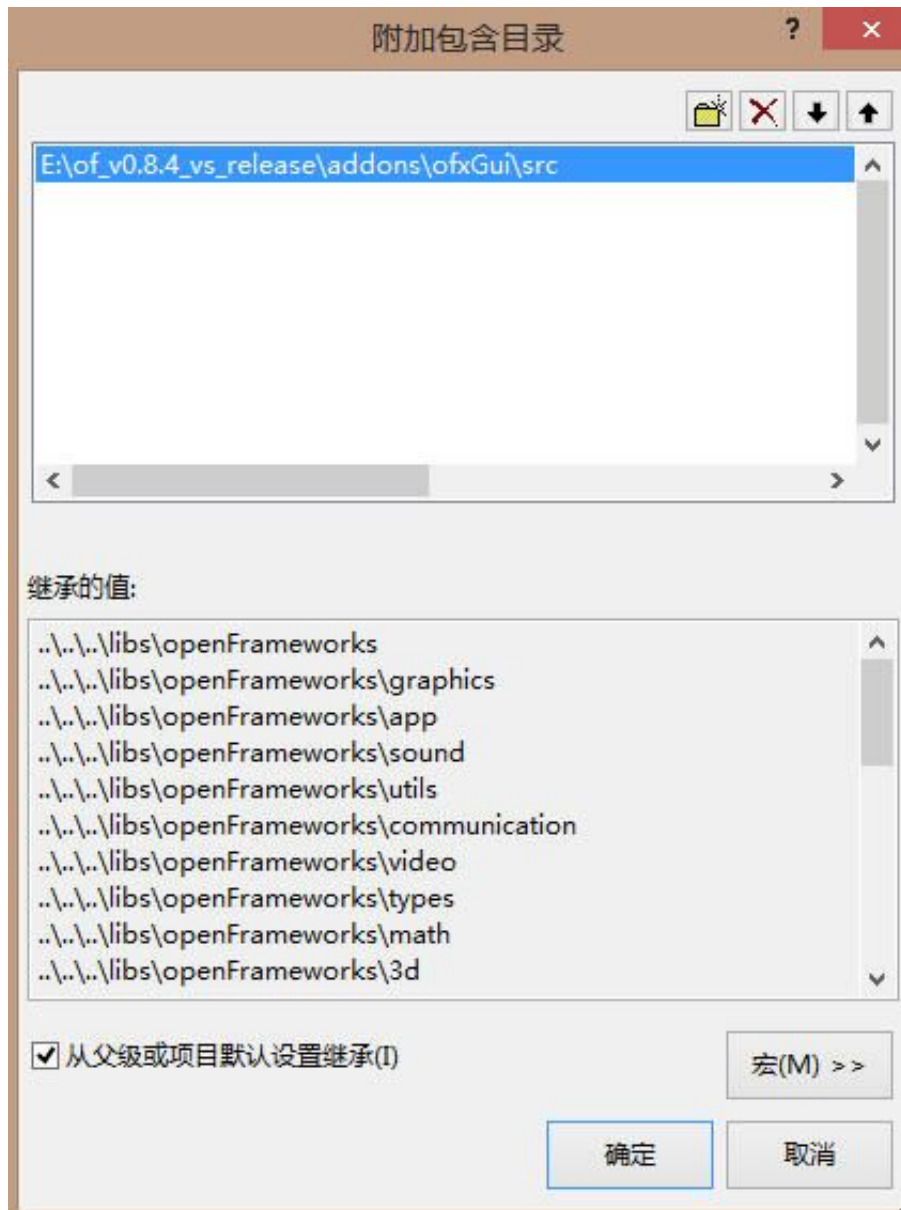 附加包含目录
?
E:\of_v0.8.4_vs_release\addons\ofxGui\src
继承的值:
..\..\..\libs\openFrameworks
..\..\..\libs\openFrameworks\graphics
..\..\..\libs\openFrameworks\app
..\..\..\libs\openFrameworks\sound
..\..\..\libs\openFrameworks\utils
..\..\..\libs\openFrameworks\communication
..\..\..\libs\openFrameworks\video
..\..\..\libs\openFrameworks\types
..\..\..\libs\openFrameworks\math
..\..\..\libs\openFrameworks\3d
从父级或项目默认设置继承(I)
宏(M) >>
确定
取消